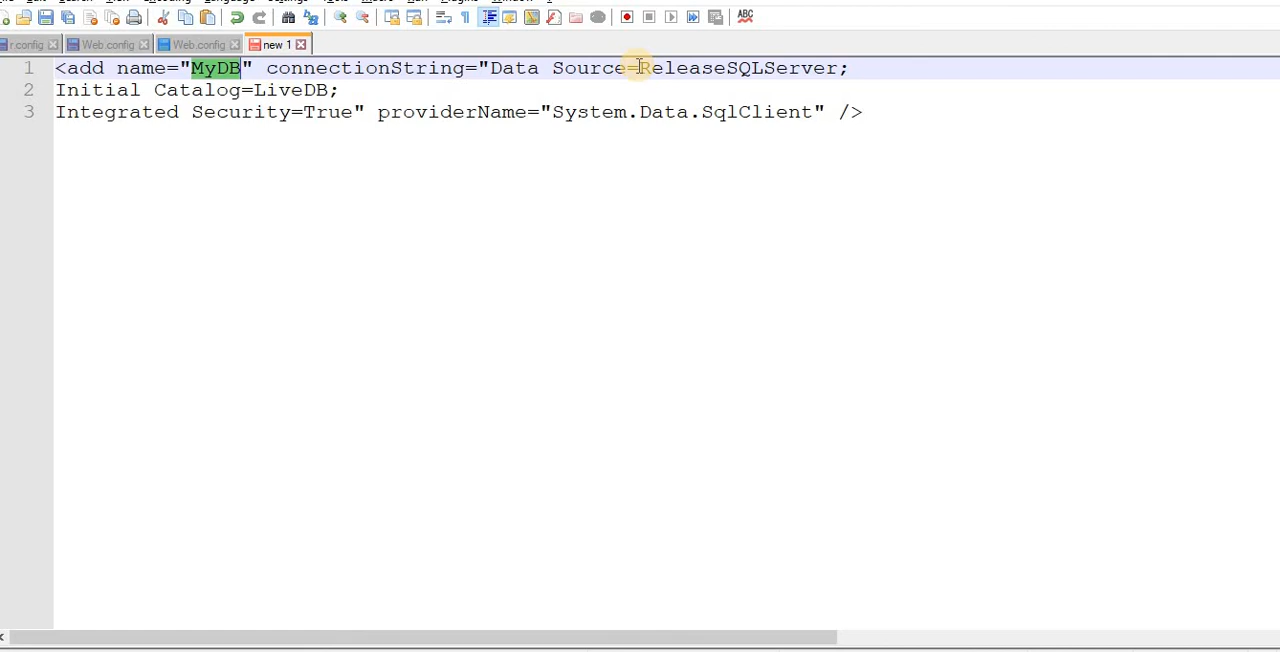 r.config
Web.config
Web.config
new 1
ABC
1 <add name="MyDB" connectionString="Data Source=ReleaseSQLServer;
2 Initial Catalog=LiveDB;
3 Integrated Security=True" providerName="System.Data.SqlClient" />